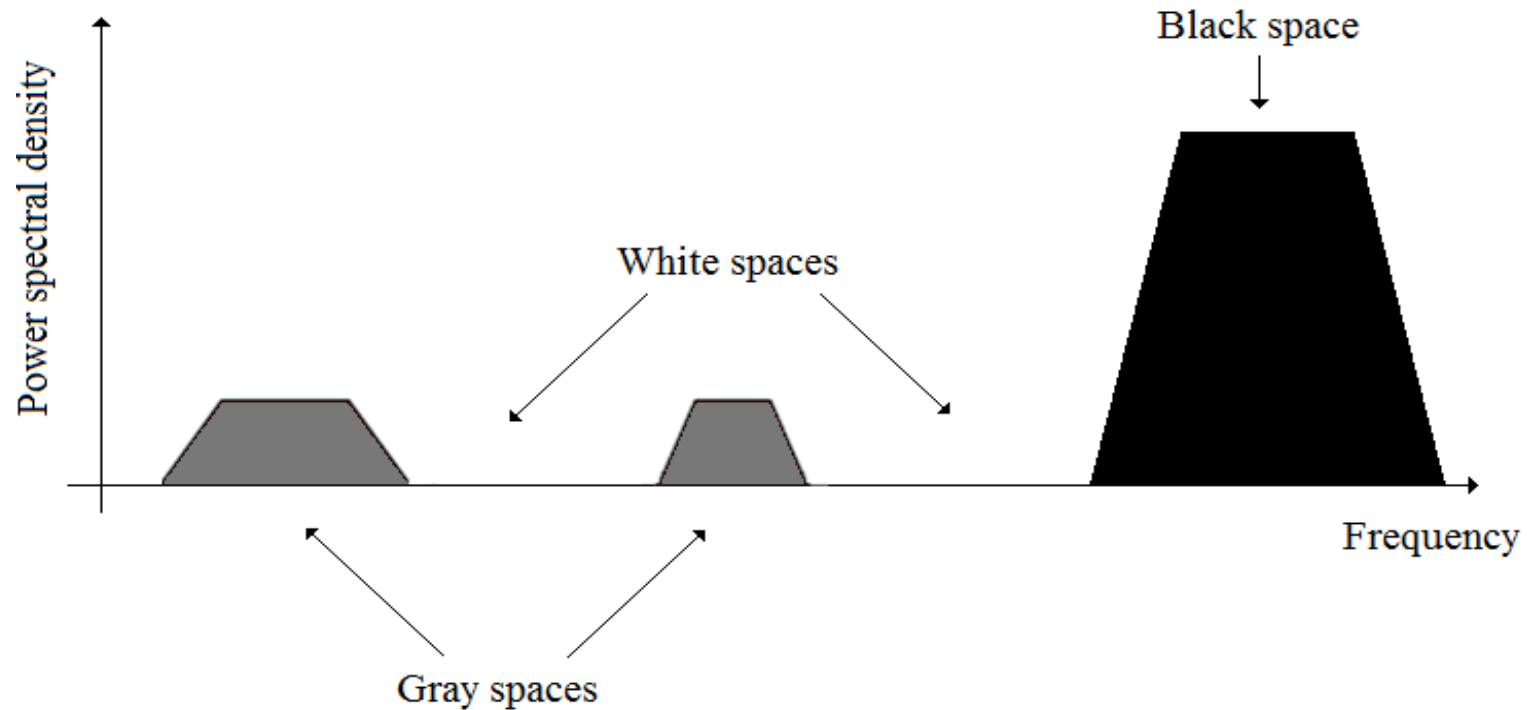 Black space
Power spectral density
White spaces
Frequency
Gray spaces